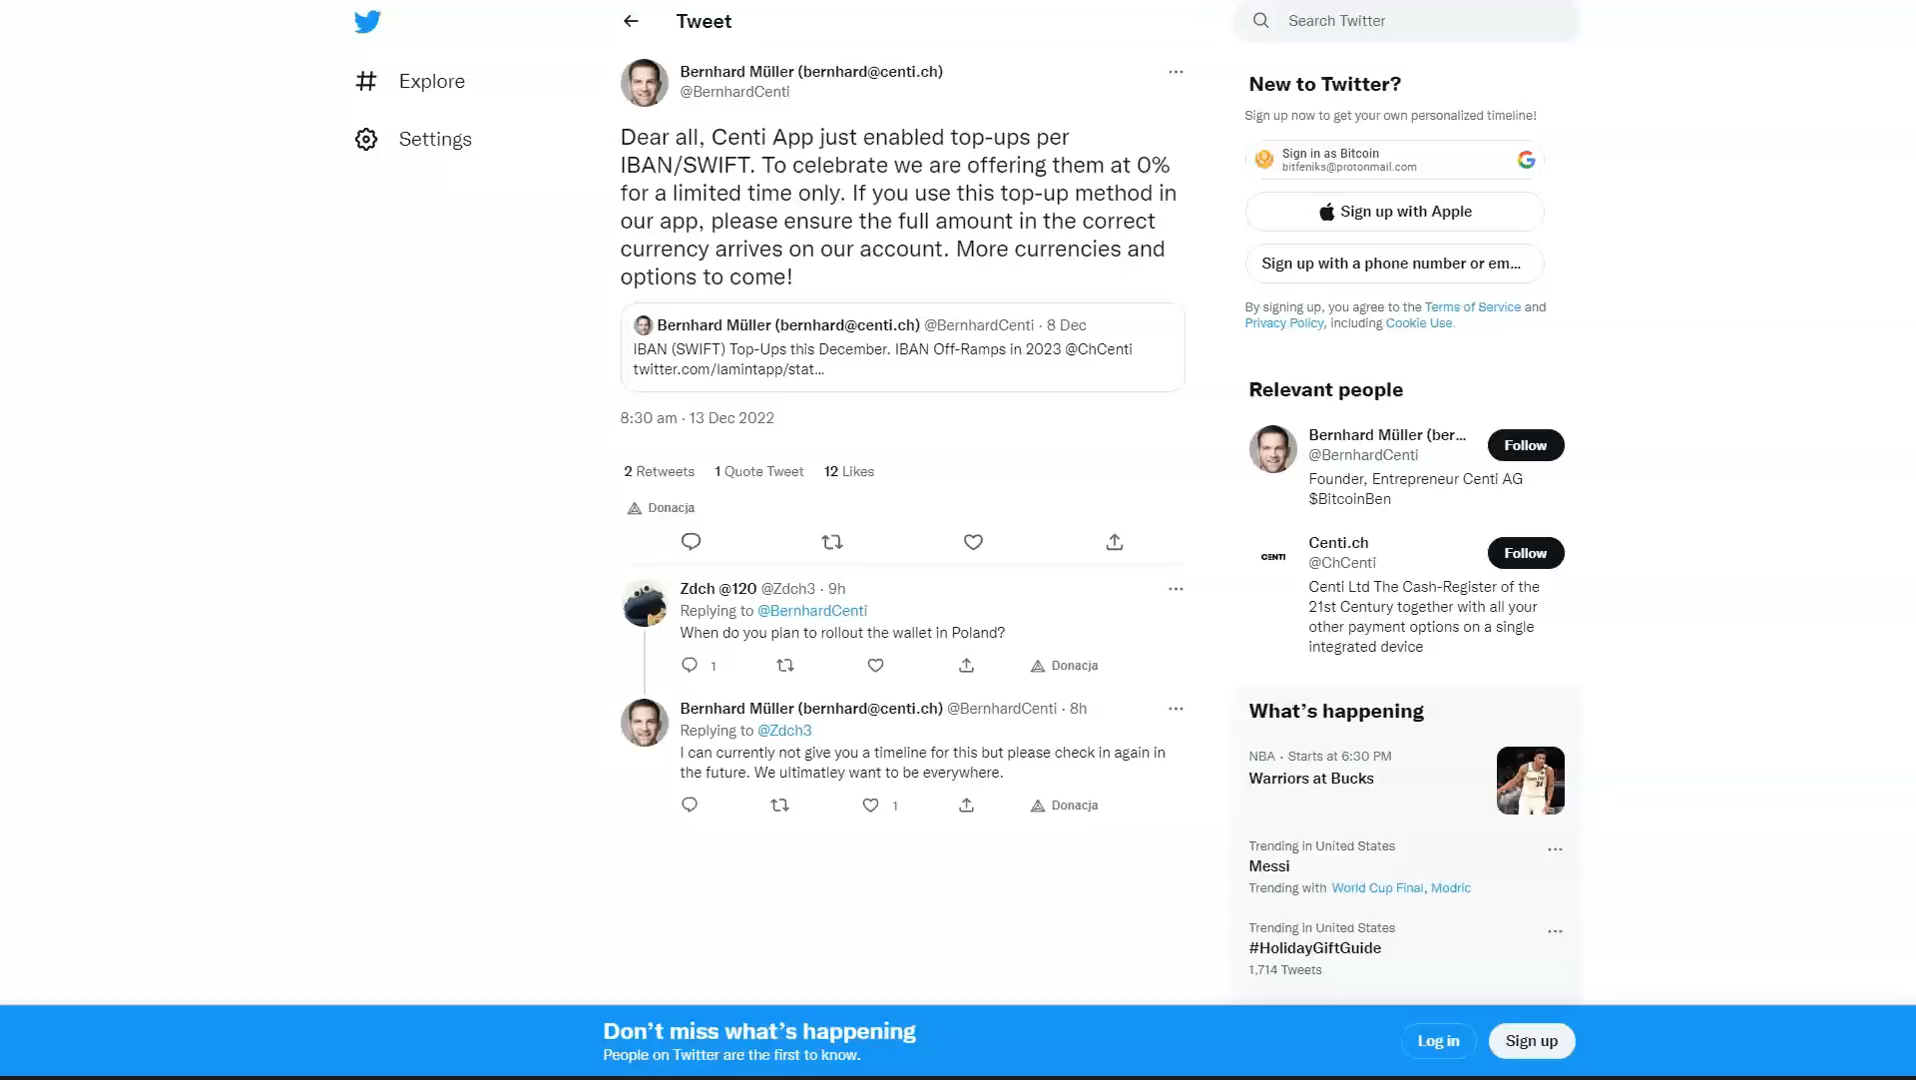 Tweet
Search Twitter
Explore
Settings
Bernhard Müller (bernhard@centi.ch)
@BernhardCenti
Dear all, Centi App just enabled top-ups per
IBAN/SWIFT. To celebrate we are offering them at 0%
for a limited time only. If you use this top-up method in
our app, please ensure the full amount in the correct
currency arrives on our account. More currencies and
options to come!
Bernhard Müller (bernhard@centi.ch) @BernhardCenti · 8 Dec
IBAN (SWIFT) Top-Ups this December. IBAN Off-Ramps in 2023 @ChCenti
twitter.com/lamintapp/stat...
8:30 am · 13 Dec 2022
2 Retweets 1 Quote Tweet 12 Likes
Donacja
Zdch @120 @Zdch3 · 9h
Replying to @BernhardCenti
When do you plan to rollout the wallet in Poland?
1 Donacja
Bernhard Müller (bernhard@centi.ch) @BernhardCenti · 8h
Replying to @Zdch3
I can currently not give you a timeline for this but please check in again in
the future. We ultimatley want to be everywhere.
1 Donacja
New to Twitter?
Sign up now to get your own personalized timeline!
Sign in as Bitcoin
bitfeniks@protonmail.com
Sign up with Apple
Sign up with a phone number or em...
By signing up, you agree to the Terms of Service and
Privacy Policy, including Cookie Use.
Relevant people
Bernhard Müller (ber...
@BernhardCenti
Follow
Founder, Entrepreneur Centi AG
$BitcoinBen
CENTI
Centi.ch
@ChCenti
Follow
Centi Ltd The Cash-Register of the
21st Century together with all your
other payment options on a single
integrated device
What's happening
NBA · Starts at 6:30 PM
Warriors at Bucks
Trending in United States
Messi
Trending with World Cup Final, Modric
Trending in United States
#HolidayGiftGuide
1,714 Tweets
Don't miss what's happening
People on Twitter are the first to know.
Log in
Sign up